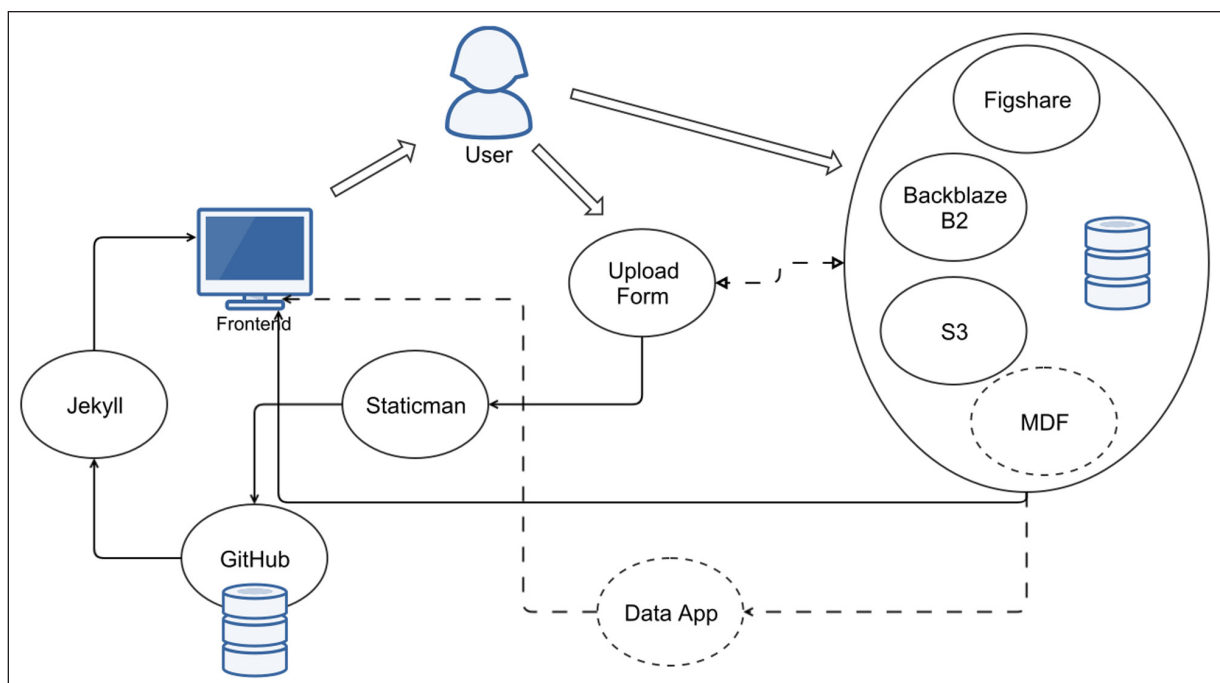 User
Figshare
Backblaze
B2
Upload
Form
Frontend
S3
Jekyll
Staticman
MDF
GitHub
Data App